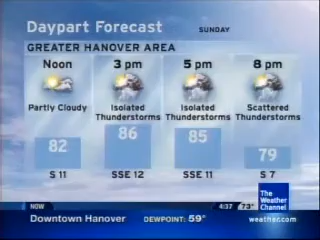 Daypart Forecast SUNDAY
GREATER HANOVER AREA
Noon 3 pm 5 pm 8 pm
Partly Cloudy Isolated Thunderstorms Isolated Thunderstorms Scattered Thunderstorms
82 86 85 79
S 11 SSE 12 SSE 11 S 7
The Weather Channel
NOW 4:37 73°
Downtown Hanover DEWPOINT: 59° weather.com